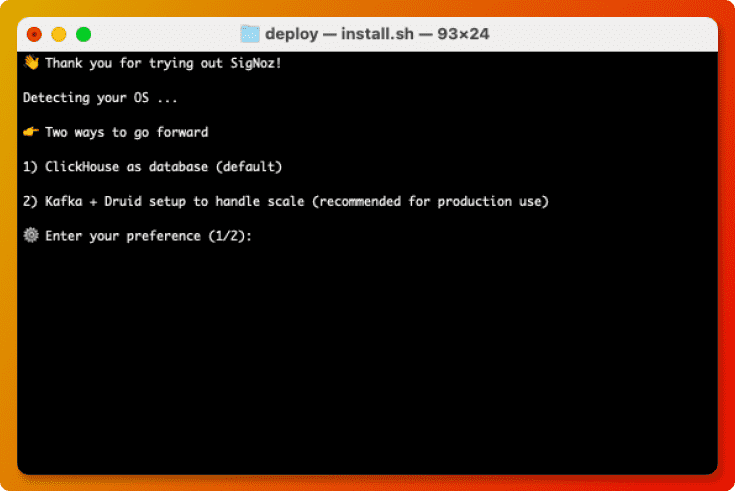 deploy — install.sh — 93×24
👋 Thank you for trying out SigNoz!
Detecting your OS ...
👉 Two ways to go forward
1) ClickHouse as database (default)
2) Kafka + Druid setup to handle scale (recommended for production use)
⚙️ Enter your preference (1/2):